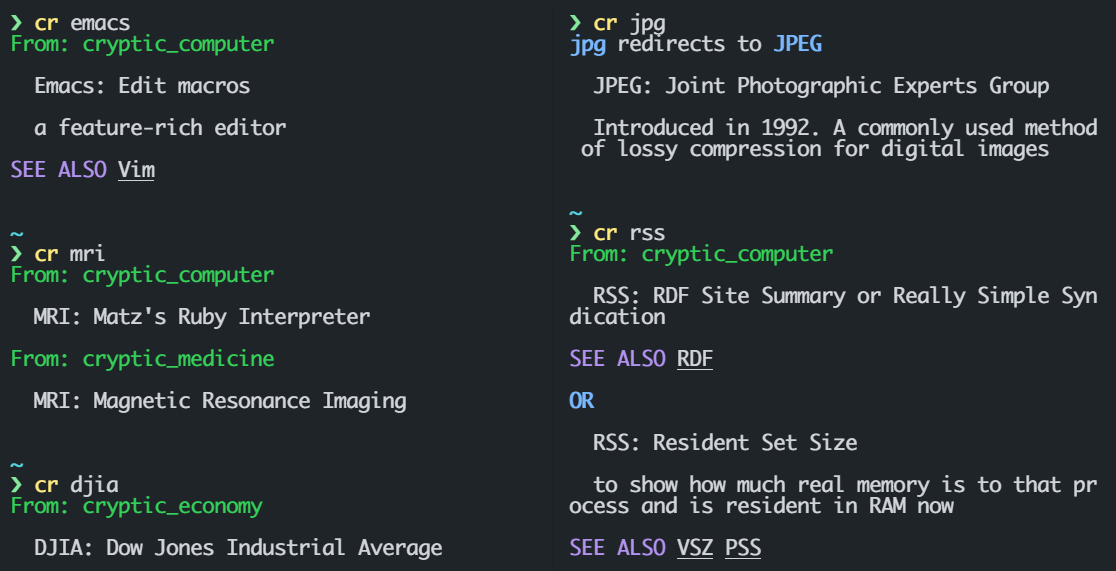 ❯ cr emacs
From: cryptic_computer
Emacs: Edit macros
a feature-rich editor
SEE ALSO Vim
~
❯ cr mri
From: cryptic_computer
MRI: Matz's Ruby Interpreter
From: cryptic_medicine
MRI: Magnetic Resonance Imaging
~
❯ cr djia
From: cryptic_economy
DJIA: Dow Jones Industrial Average
❯ cr jpg
jpg redirects to JPEG
JPEG: Joint Photographic Experts Group
Introduced in 1992. A commonly used method
of lossy compression for digital images
~
❯ cr rss
From: cryptic_computer
RSS: RDF Site Summary or Really Simple Syn
dication
SEE ALSO RDF
OR
RSS: Resident Set Size
to show how much real memory is to that pr
ocess and is resident in RAM now
SEE ALSO VSZ PSS